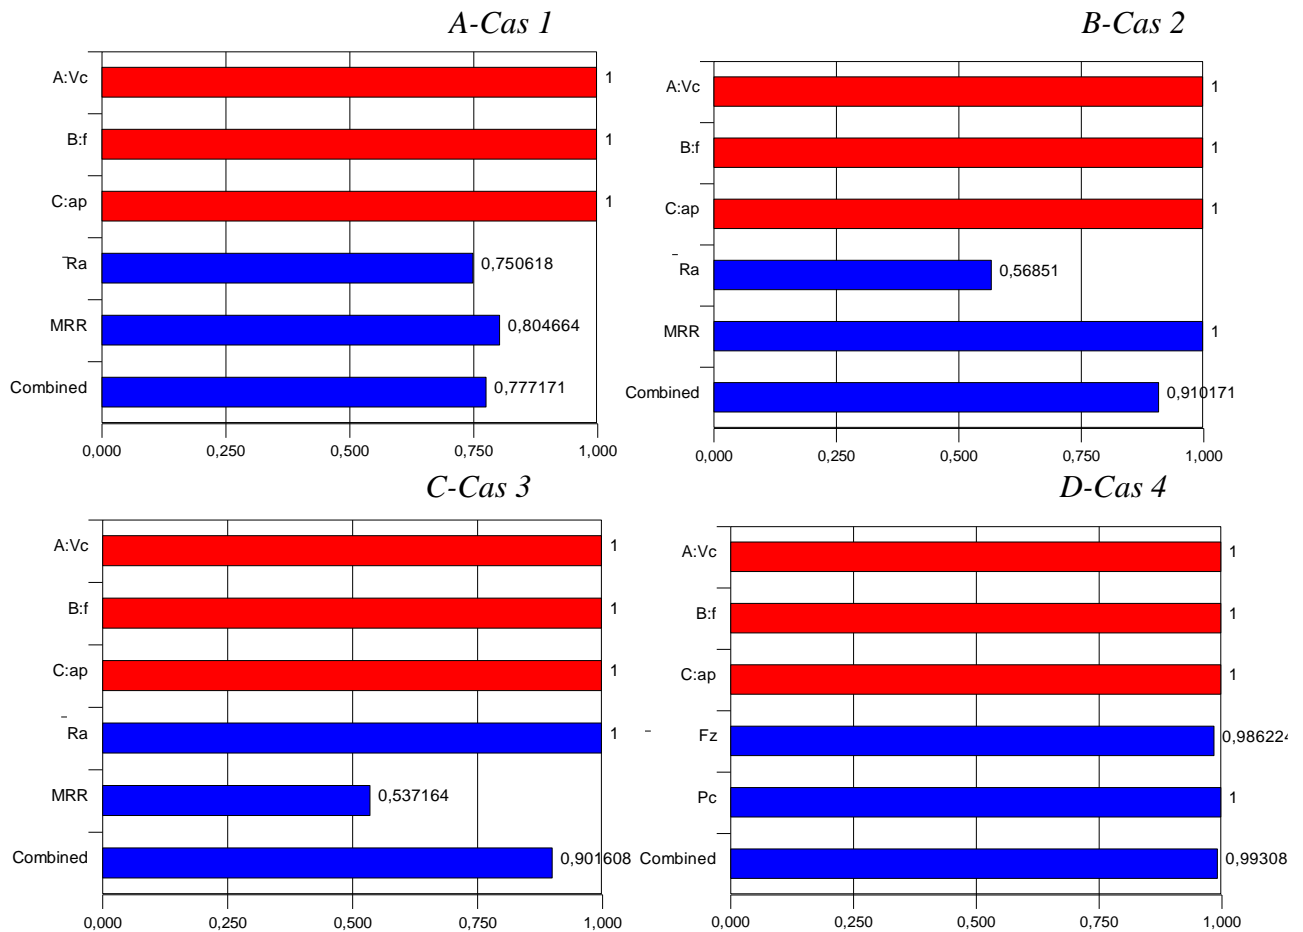 A-Cas 1
A:Vc 1
B:f 1
C:ap 1
Ra 0,750618
MRR 0,804664
Combined 0,777171
0,000 0,250 0,500 0,750 1,000
B-Cas 2
A:Vc 1
B:f 1
C:ap 1
Ra 0,56851
MRR 1
Combined 0,910171
0,000 0,250 0,500 0,750 1,000
C-Cas 3
A:Vc 1
B:f 1
C:ap 1
Ra 1
MRR 0,537164
Combined 0,901608
0,000 0,250 0,500 0,750 1,000
D-Cas 4
A:Vc 1
B:f 1
C:ap 1
Fz 0,986224
Pc 1
Combined 0,99308
0,000 0,250 0,500 0,750 1,000